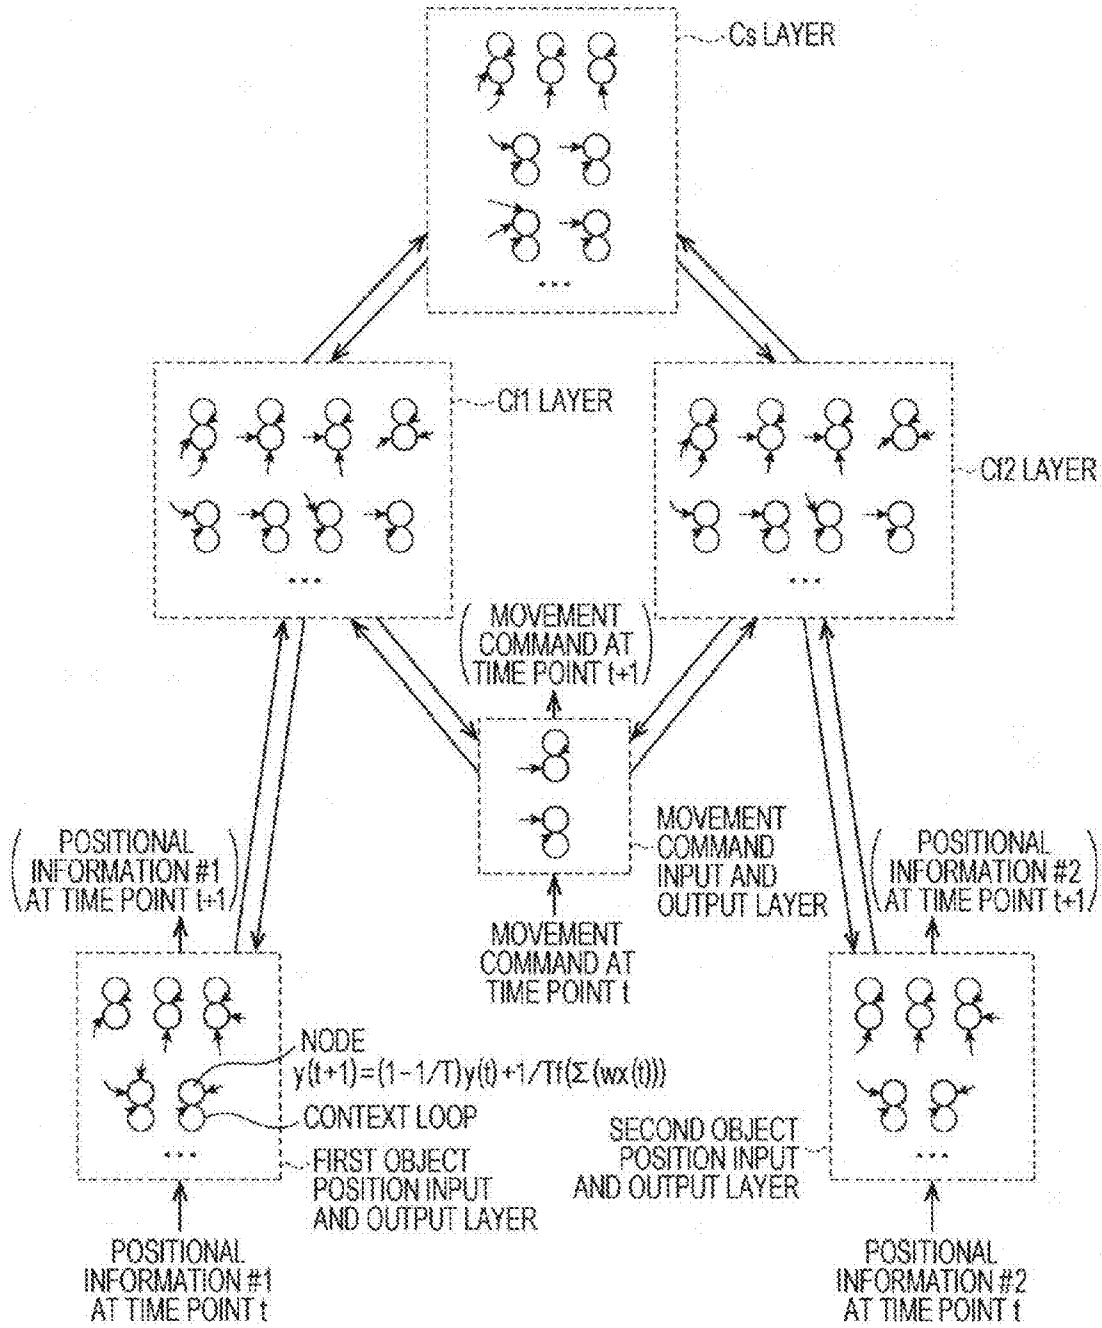 Cs LAYER
Cf1 LAYER
Cf2 LAYER
(MOVEMENT
COMMAND AT
TIME POINT t+1)
MOVEMENT
COMMAND
INPUT AND
OUTPUT LAYER
MOVEMENT
COMMAND AT
TIME POINT t
(POSITIONAL
INFORMATION #1
AT TIME POINT t+1)
(POSITIONAL
INFORMATION #2
AT TIME POINT t+1)
NODE
y(t+1)=(1-1/T)y(t)+1/Tf(Σ(wx(t)))
CONTEXT LOOP
FIRST OBJECT
POSITION INPUT
AND OUTPUT LAYER
SECOND OBJECT
POSITION INPUT
AND OUTPUT LAYER
POSITIONAL
INFORMATION #1
AT TIME POINT t
POSITIONAL
INFORMATION #2
AT TIME POINT t